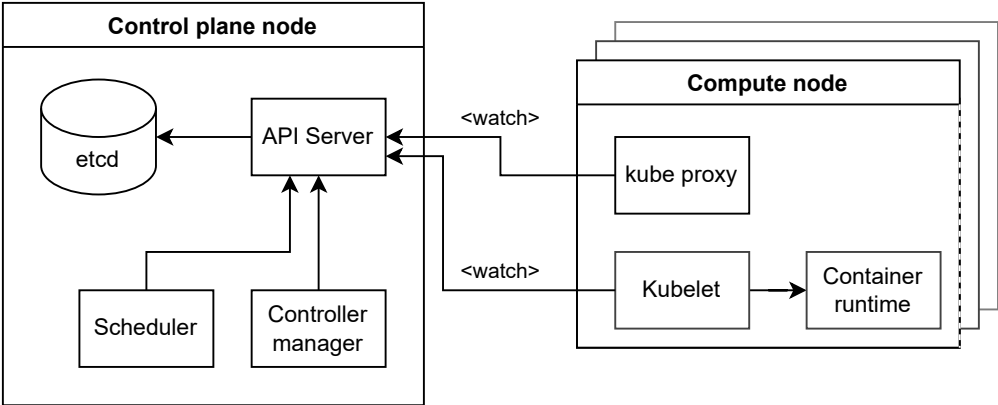 Control plane node
etcd
API Server
Scheduler
Controller
manager
<watch>
<watch>
Compute node
kube proxy
Kubelet
Container
runtime